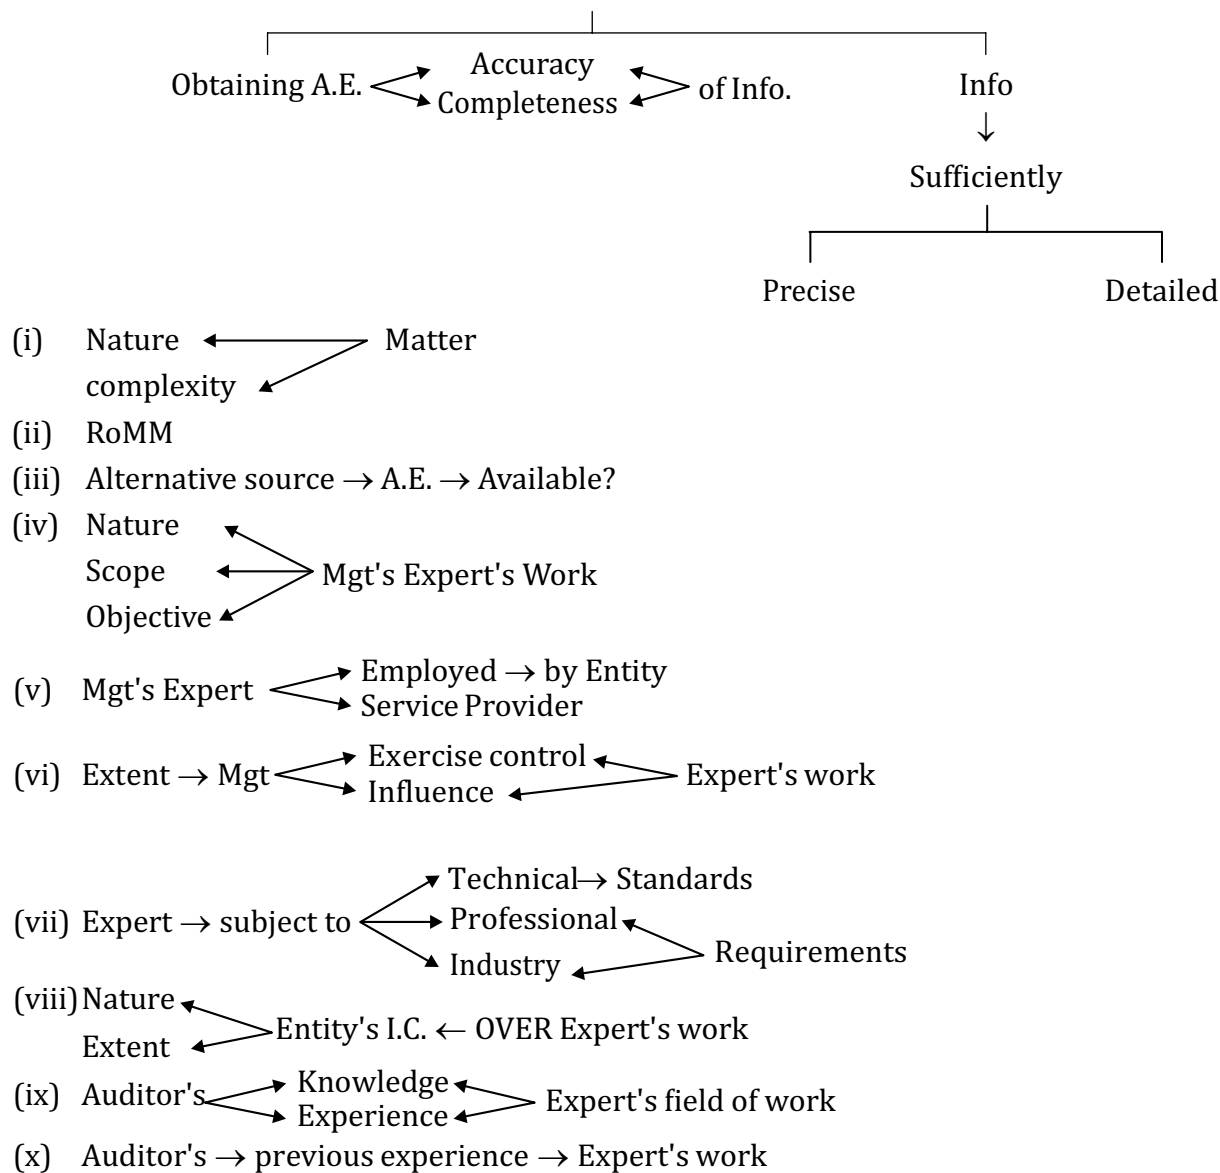 Obtaining A.E. Accuracy Completeness of Info. Info
Sufficiently
Precise Detailed
(i) Nature Matter
complexity
(ii) RoMM
(iii) Alternative source → A.E. → Available?
(iv) Nature
Scope Mgt's Expert's Work
Objective
(v) Mgt's Expert Employed → by Entity
Service Provider
(vi) Extent → Mgt Exercise control
Influence Expert's work
(vii) Expert → subject to Technical→ Standards
Professional
Industry Requirements
(viii) Nature
Extent Entity's I.C. ← OVER Expert's work
(ix) Auditor's Knowledge
Experience Expert's field of work
(x) Auditor's → previous experience → Expert's work